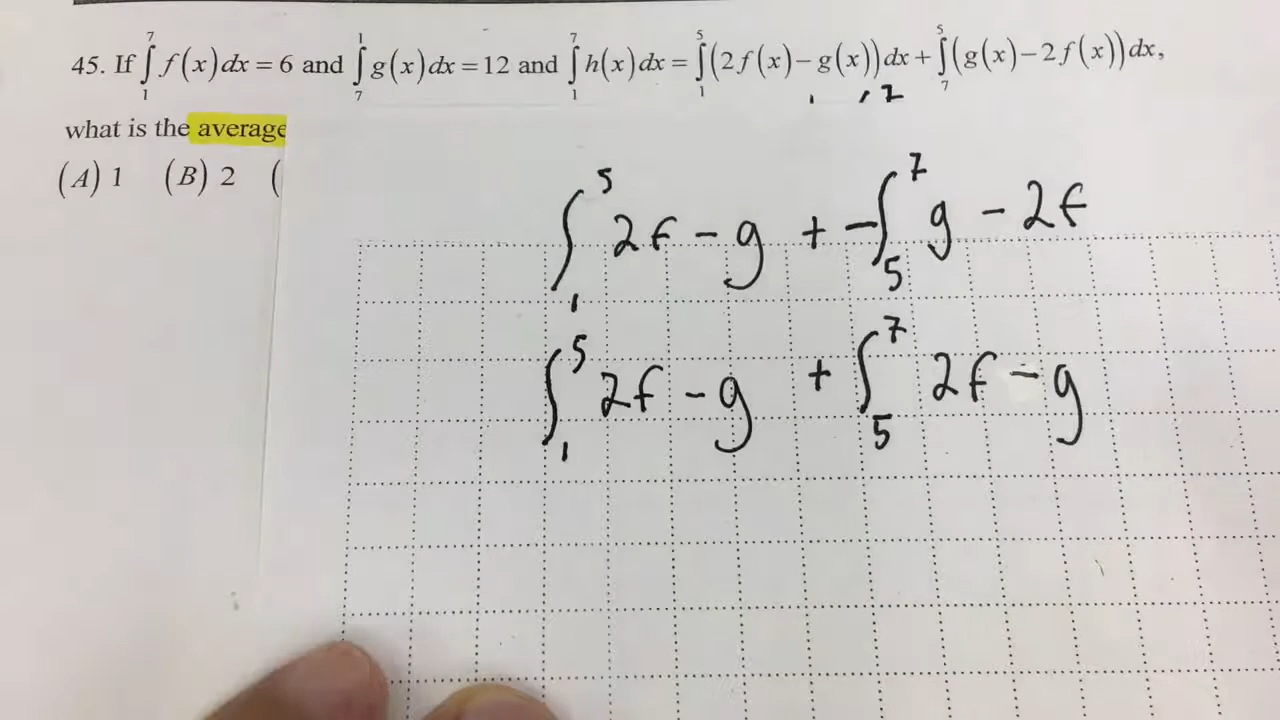 45. If ∫₁⁷ f(x)dx = 6 and ∫₇¹ g(x)dx = 12 and ∫₁⁷ h(x)dx = ∫₁⁵ (2f(x) − g(x))dx + ∫₇⁵ (g(x) − 2f(x))dx,
what is the average
(A) 1 (B) 2 (
∫₁⁵ 2f − g + −∫₅⁷ g − 2f
∫₁⁵ 2f − g + ∫₅⁷ 2f − g